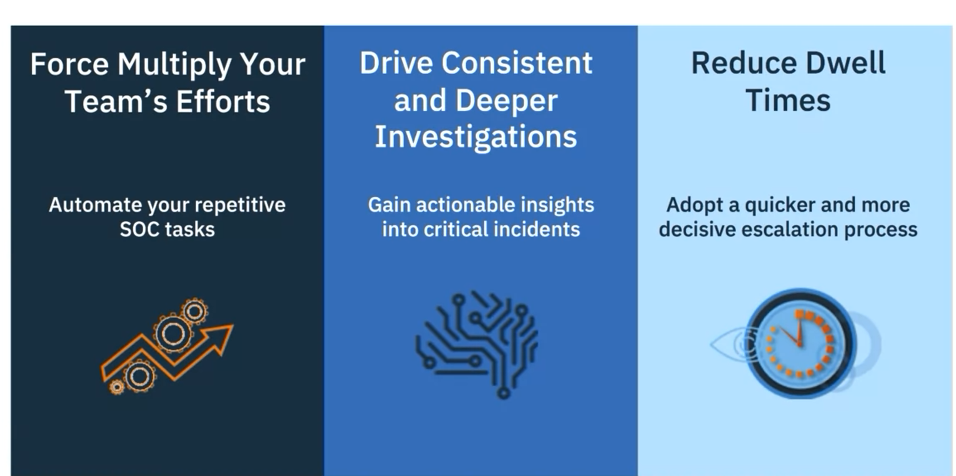 Force Multiply Your
Team's Efforts
Automate your repetitive
SOC tasks
Drive Consistent
and Deeper
Investigations
Gain actionable insights
into critical incidents
Reduce Dwell
Times
Adopt a quicker and more
decisive escalation process